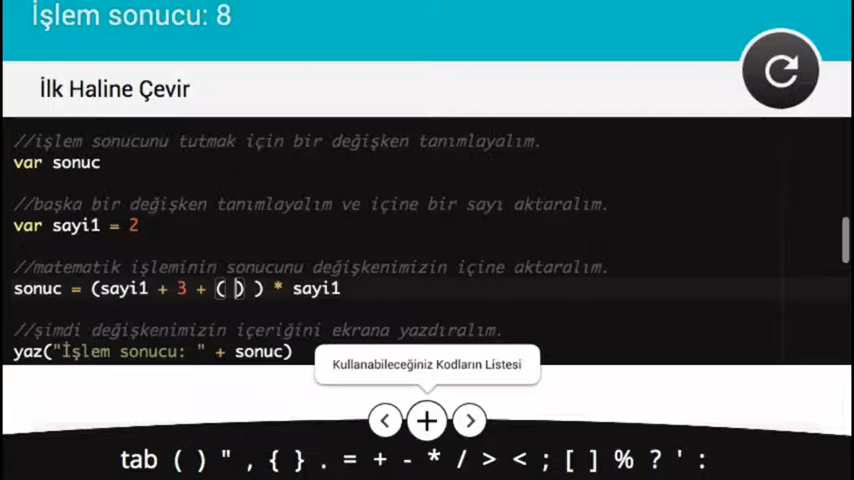 İşlem sonucu: 8
İlk Haline Çevir
//işlem sonucunu tutmak için bir değişken tanımlayalım.
var sonuc
//başka bir değişken tanımlayalım ve içine bir sayı aktaralım.
var sayi1 = 2
//matematik işleminin sonucunu değişkenimizin içine aktaralım.
sonuc = (sayi1 + 3 + ( ) ) * sayi1
//şimdi değişkenimizin içeriğini ekrana yazdıralım.
yaz("İşlem sonucu: " + sonuc)
Kullanabileceğiniz Kodların Listesi
tab ( ) " , { } . = + - * / > < ; [ ] % ? ' :